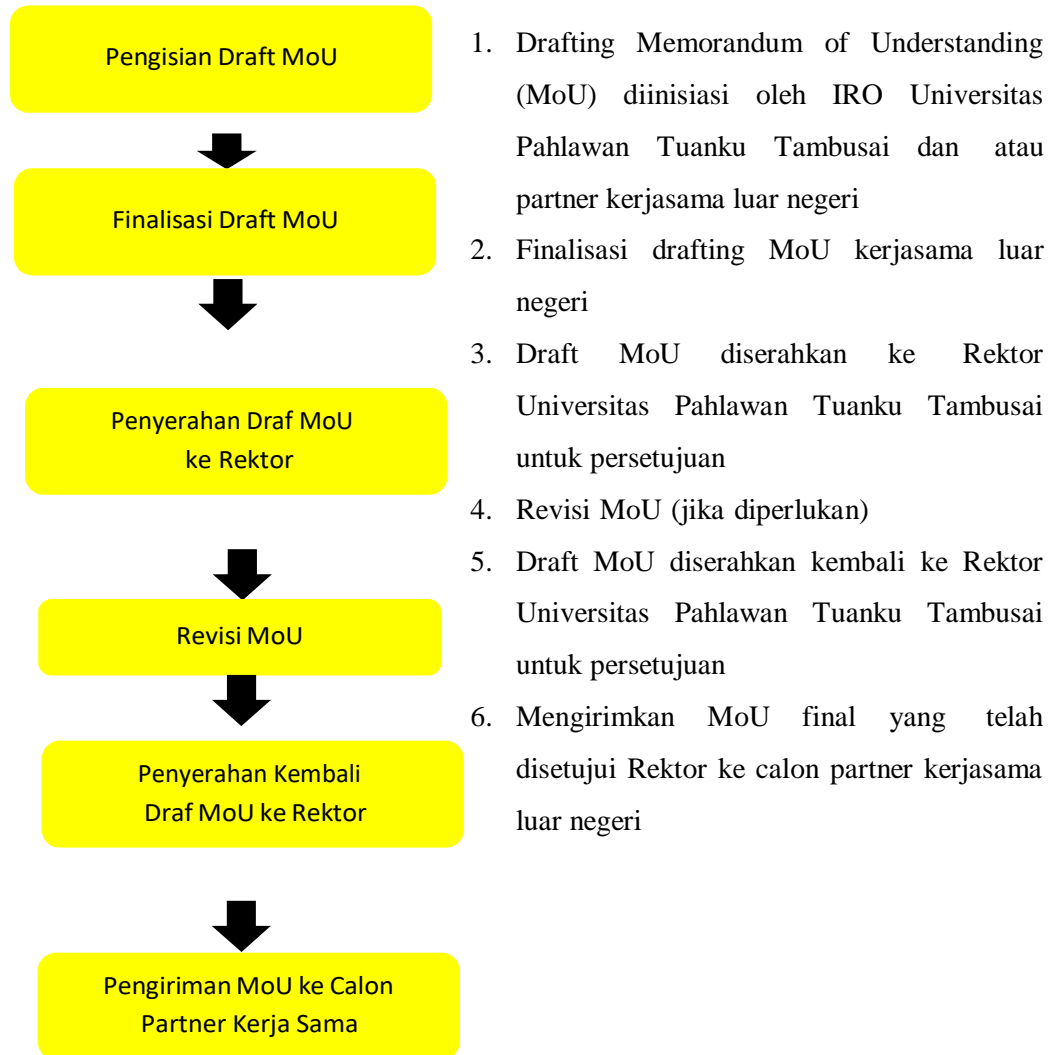 Pengisian Draft MoU
Finalisasi Draft MoU
Penyerahan Draf MoU
ke Rektor
Revisi MoU
Penyerahan Kembali
Draf MoU ke Rektor
Pengiriman MoU ke Calon
Partner Kerja Sama
1. Drafting Memorandum of Understanding
(MoU) diinisiasi oleh IRO Universitas
Pahlawan Tuanku Tambusai dan atau
partner kerjasama luar negeri
2. Finalisasi drafting MoU kerjasama luar
negeri
3. Draft MoU diserahkan ke Rektor
Universitas Pahlawan Tuanku Tambusai
untuk persetujuan
4. Revisi MoU (jika diperlukan)
5. Draft MoU diserahkan kembali ke Rektor
Universitas Pahlawan Tuanku Tambusai
untuk persetujuan
6. Mengirimkan MoU final yang telah
disetujui Rektor ke calon partner kerjasama
luar negeri